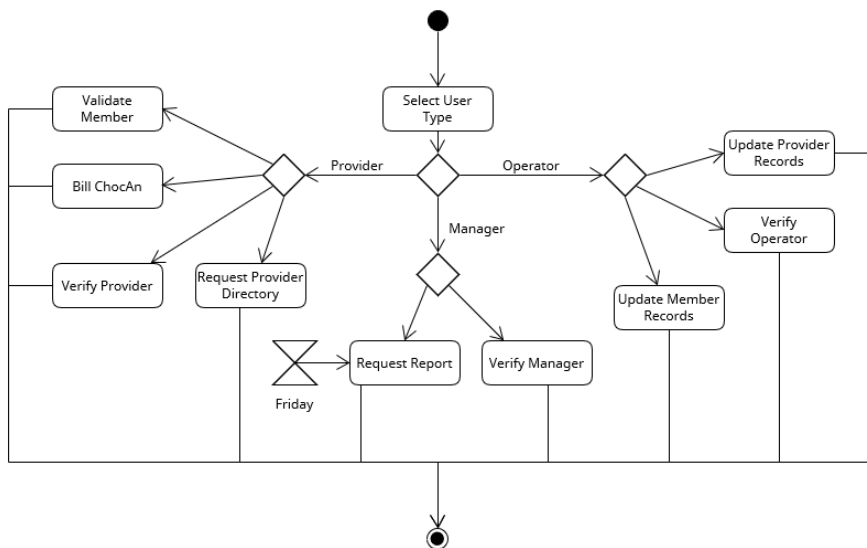 Validate
Member
Select User
Type
Update Provider
Records
Provider
Operator
Bill ChocAn
Verify
Operator
Manager
Verify Provider
Request Provider
Directory
Update Member
Records
Request Report
Verify Manager
Friday